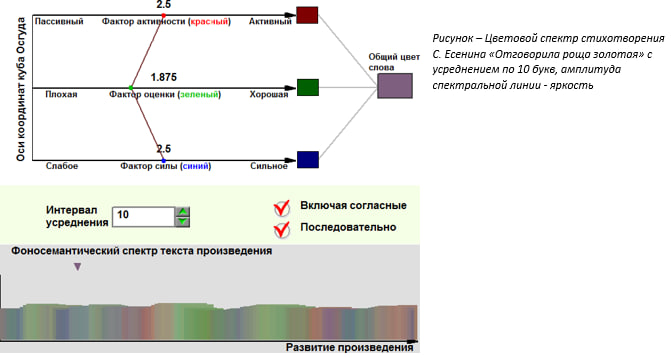 2.5
Пассивный Фактор активности (красный) Активный
Оси координат куба Осгуда
1.875
Плохая Фактор оценки (зеленый) Хорошая
2.5
Слабое Фактор силы (синий) Сильное
Общий цвет
слова
Рисунок – Цветовой спектр стихотворения
С. Есенина «Отговорила роща золотая» с
усреднением по 10 букв, амплитуда
спектральной линии - яркость
Интервал
усреднения
10
Включая согласные
Последовательно
Фоносемантический спектр текста произведения
Развитие произведения